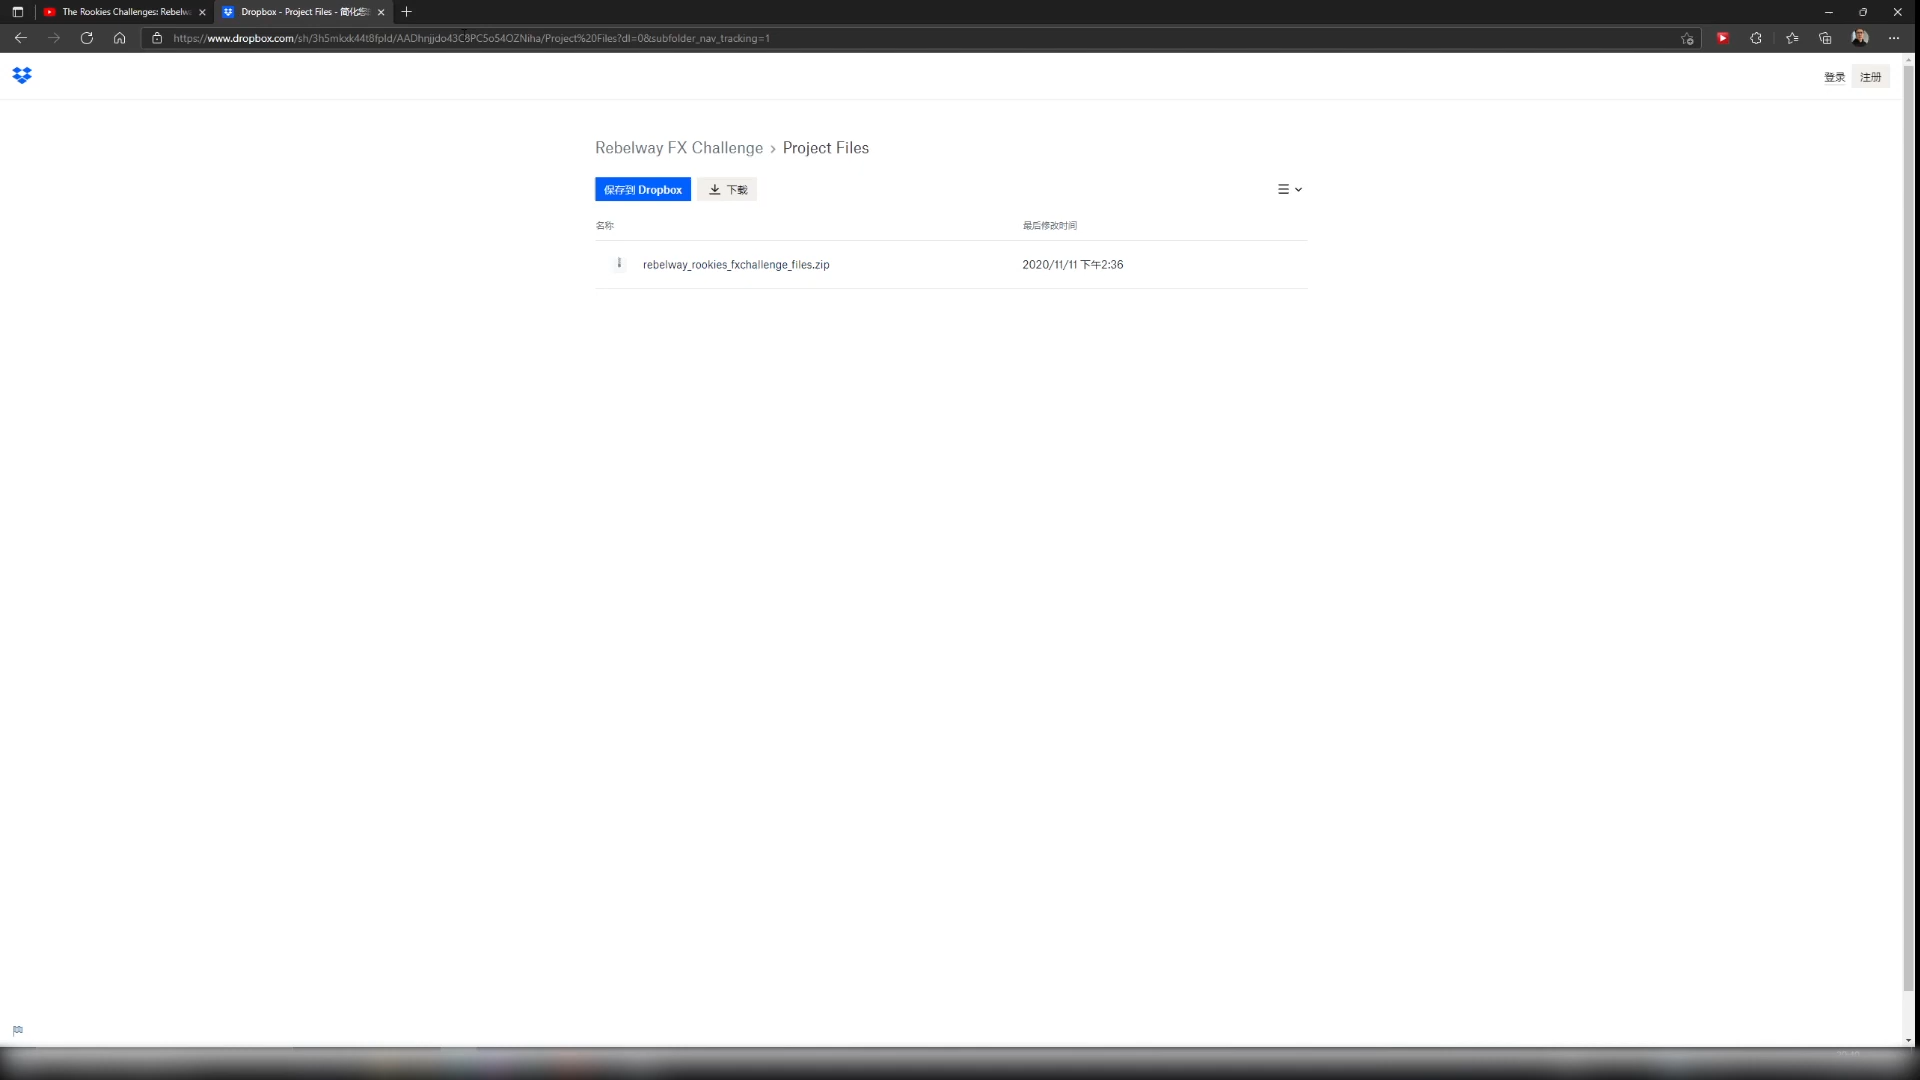 The Rookies Challenges: Rebelw
Dropbox - Project Files - 简化您
https://www.dropbox.com/sh/3h5mkxk44t8fpld/AADhnjjdo43C8PC5o54OZNiha/Project%20Files?dl=0&subfolder_nav_tracking=1
登录 注册
Rebelway FX Challenge › Project Files
保存到 Dropbox 下载
名称 最后修改时间
rebelway_rookies_fxchallenge_files.zip 2020/11/11 下午2:36